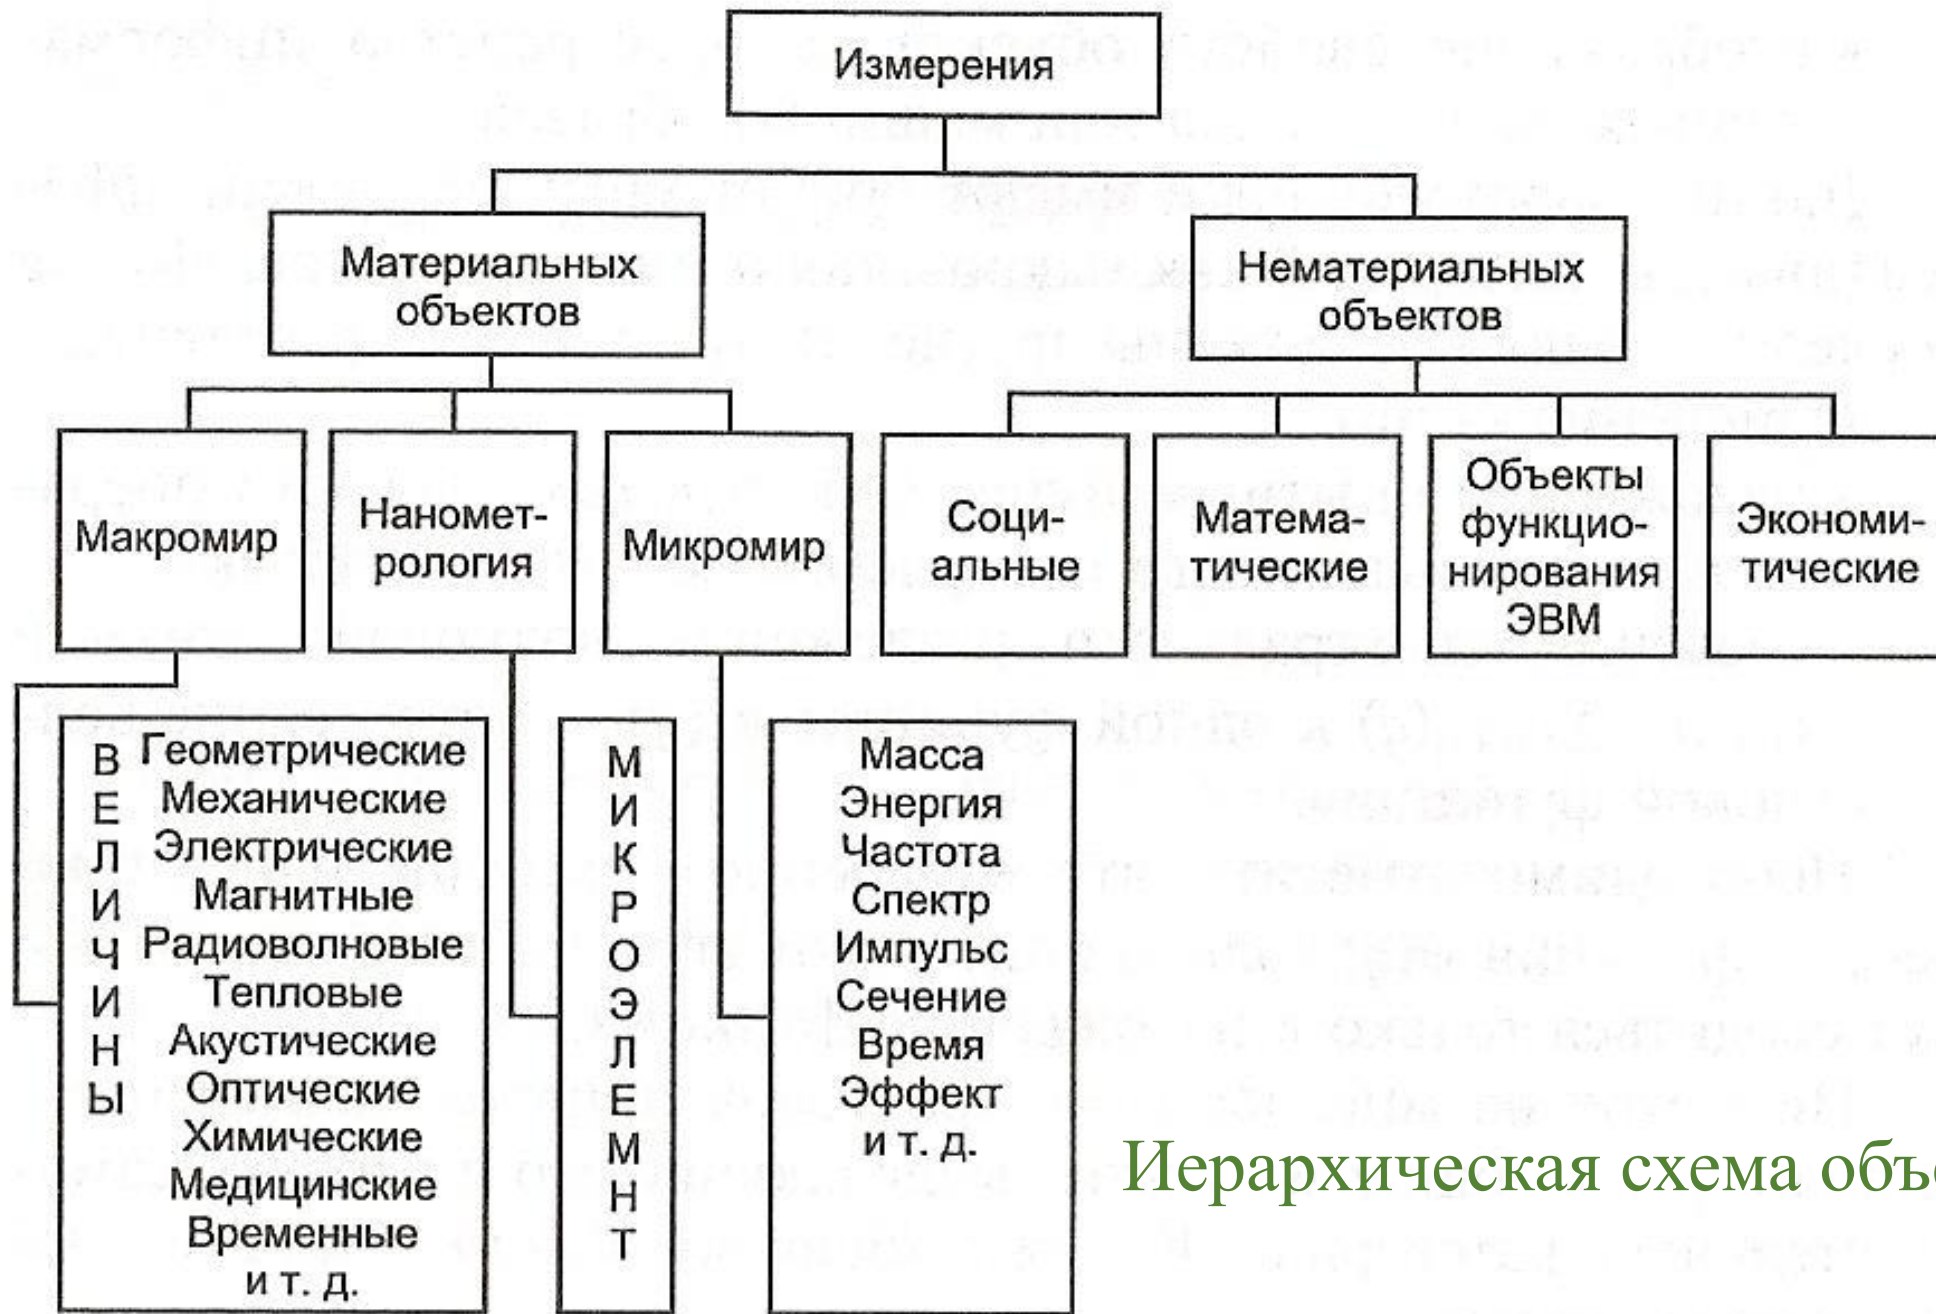 Измерения
Материальных
объектов
Нематериальных
объектов
Макромир
Наномет-
рология
Микромир
Соци-
альные
Матема-
тические
Объекты
функцио-
нирования
ЭВМ
Экономи-
тические
ВЕЛИЧИНЫ
Геометрические
Механические
Электрические
Магнитные
Радиоволновые
Тепловые
Акустические
Оптические
Химические
Медицинские
Временные
и т. д.
МИКРОЭЛЕМНТ
Масса
Энергия
Частота
Спектр
Импульс
Сечение
Время
Эффект
и т. д.
Иерархическая схема